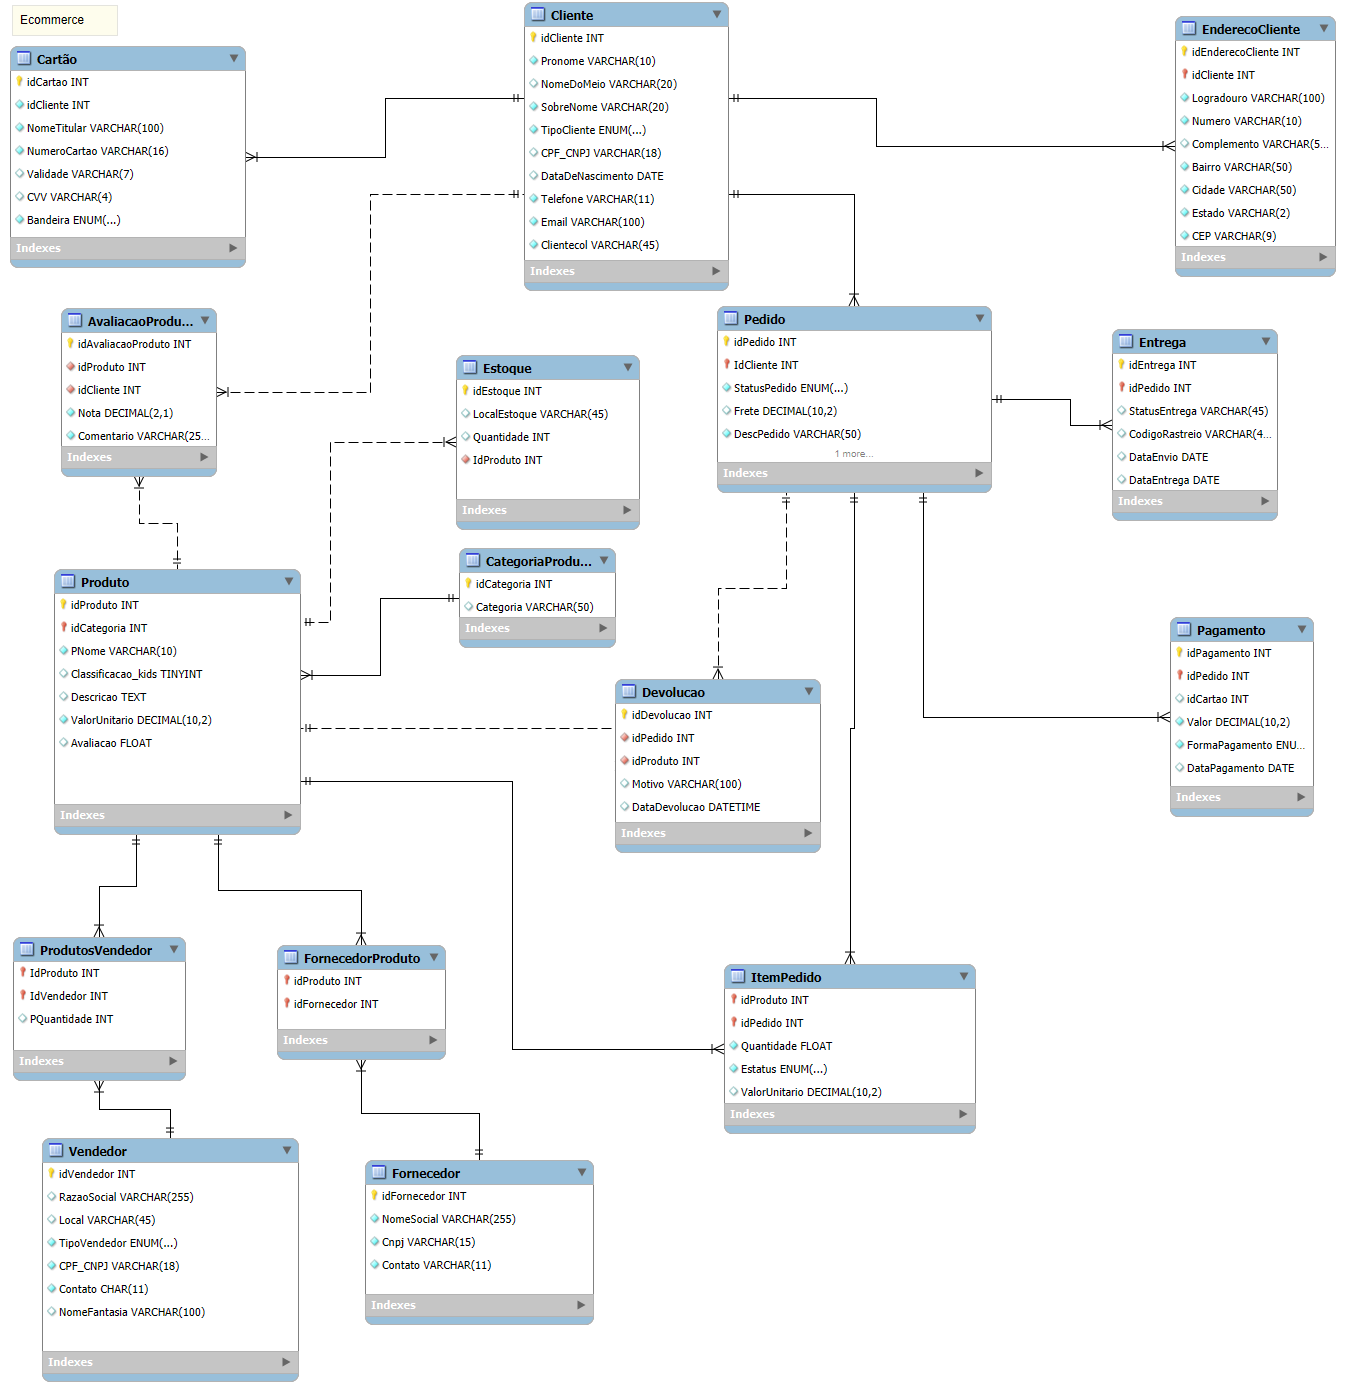 Ecommerce
Cartão
idCartao INT
idCliente INT
NomeTitular VARCHAR(100)
NumeroCartao VARCHAR(16)
Validade VARCHAR(7)
CVV VARCHAR(4)
Bandeira ENUM(...)
Indexes
Cliente
idCliente INT
Pronome VARCHAR(10)
NomeDoMeio VARCHAR(20)
SobreNome VARCHAR(20)
TipoCliente ENUM(...)
CPF_CNPJ VARCHAR(18)
DataDeNascimento DATE
Telefone VARCHAR(11)
Email VARCHAR(100)
Clientecol VARCHAR(45)
Indexes
EnderecoCliente
idEnderecoCliente INT
idCliente INT
Logradouro VARCHAR(100)
Numero VARCHAR(10)
Complemento VARCHAR(5...
Bairro VARCHAR(50)
Cidade VARCHAR(50)
Estado VARCHAR(2)
CEP VARCHAR(9)
Indexes
AvaliacaoProdu...
idAvaliacaoProduto INT
idProduto INT
idCliente INT
Nota DECIMAL(2,1)
Comentario VARCHAR(25...
Indexes
Estoque
idEstoque INT
LocalEstoque VARCHAR(45)
Quantidade INT
IdProduto INT
Indexes
Pedido
idPedido INT
IdCliente INT
StatusPedido ENUM(...)
Frete DECIMAL(10,2)
DescPedido VARCHAR(50)
1 more...
Indexes
Entrega
idEntrega INT
idPedido INT
StatusEntrega VARCHAR(45)
CodigoRastreio VARCHAR(4...
DataEnvio DATE
DataEntrega DATE
Indexes
Produto
idProduto INT
idCategoria INT
PNome VARCHAR(10)
Classificacao_kids TINYINT
Descricao TEXT
ValorUnitario DECIMAL(10,2)
Avaliacao FLOAT
Indexes
CategoriaProdu...
idCategoria INT
Categoria VARCHAR(50)
Indexes
Devolucao
idDevolucao INT
idPedido INT
idProduto INT
Motivo VARCHAR(100)
DataDevolucao DATETIME
Indexes
Pagamento
idPagamento INT
idPedido INT
idCartao INT
Valor DECIMAL(10,2)
FormaPagamento ENU...
DataPagamento DATE
Indexes
ProdutosVendedor
IdProduto INT
IdVendedor INT
PQuantidade INT
Indexes
FornecedorProduto
idProduto INT
idFornecedor INT
Indexes
ItemPedido
idProduto INT
idPedido INT
Quantidade FLOAT
Estatus ENUM(...)
ValorUnitario DECIMAL(10,2)
Indexes
Vendedor
idVendedor INT
RazaoSocial VARCHAR(255)
Local VARCHAR(45)
TipoVendedor ENUM(...)
CPF_CNPJ VARCHAR(18)
Contato CHAR(11)
NomeFantasia VARCHAR(100)
Indexes
Fornecedor
idFornecedor INT
NomeSocial VARCHAR(255)
Cnpj VARCHAR(15)
Contato VARCHAR(11)
Indexes